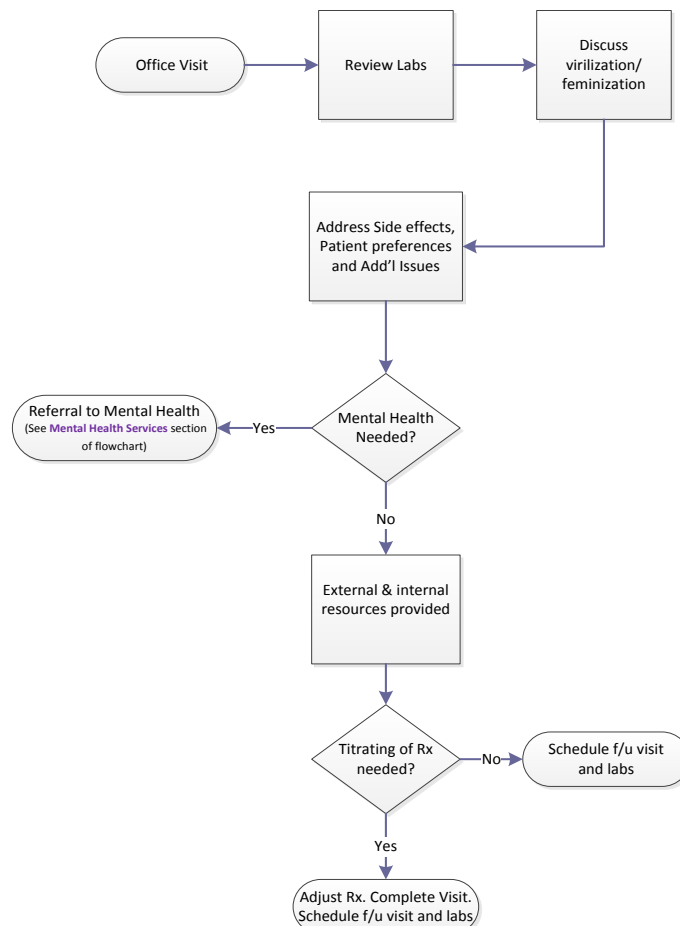 Office Visit
Review Labs
Discuss
virilization/
feminization
Address Side effects,
Patient preferences
and Add'l Issues
Mental Health
Needed?
Yes
Referral to Mental Health
(See Mental Health Services section
of flowchart)
No
External & internal
resources provided
Titrating of Rx
needed?
No
Schedule f/u visit
and labs
Yes
Adjust Rx. Complete Visit.
Schedule f/u visit and labs